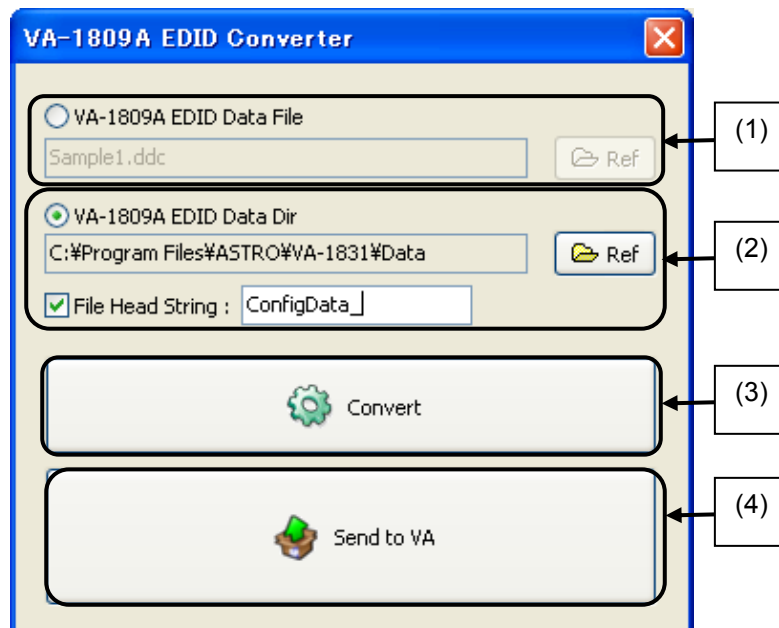 VA-1809A EDID Converter
VA-1809A EDID Data File
(1)
Sample1.ddc
Ref
VA-1809A EDID Data Dir
(2)
C:¥Program Files¥ASTRO¥VA-1831¥Data
Ref
File Head String : ConfigData_
(3)
Convert
(4)
Send to VA